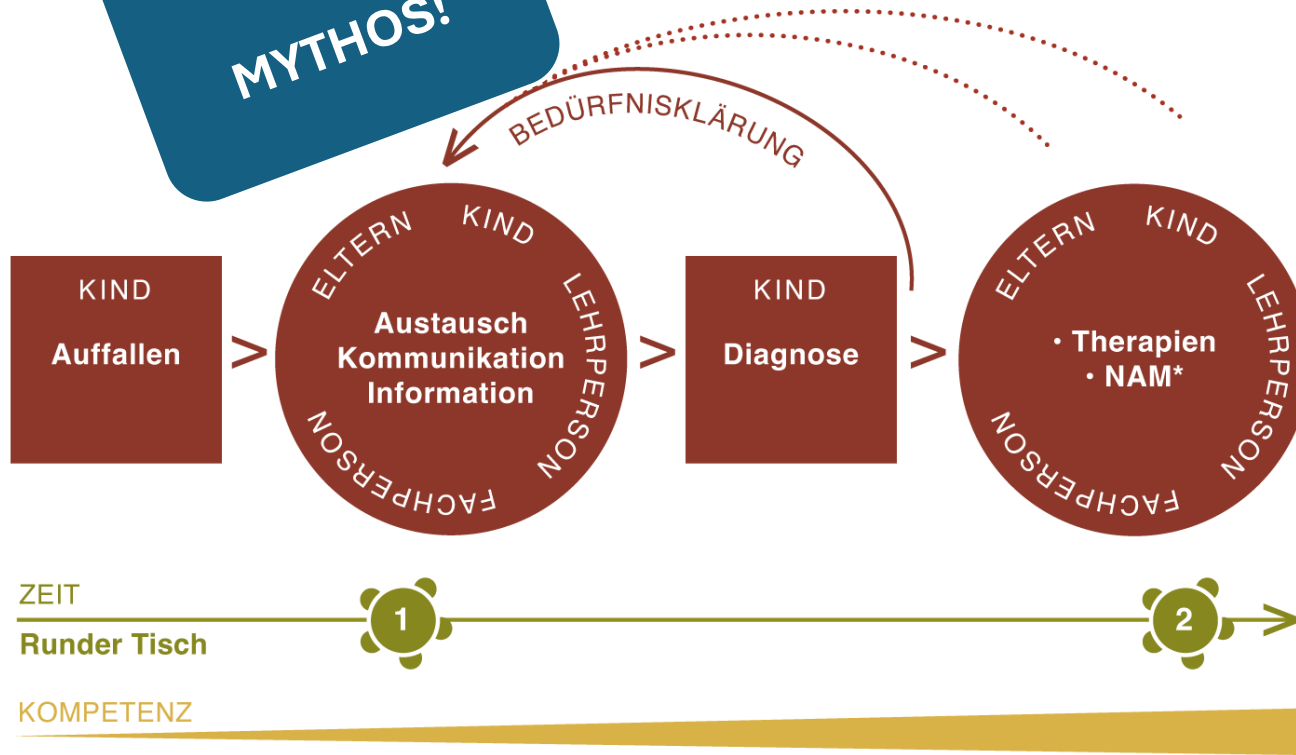 MYTHOS!
BEDÜRFNISKLÄRUNG
KIND
Auffallen
>
ELTERN
KIND
LEHRPERSON
FACHPERSON
Austausch
Kommunikation
Information
>
KIND
Diagnose
>
ELTERN
KIND
LEHRPERSON
FACHPERSON
· Therapien
· NAM*
ZEIT
1
2
Runder Tisch
KOMPETENZ